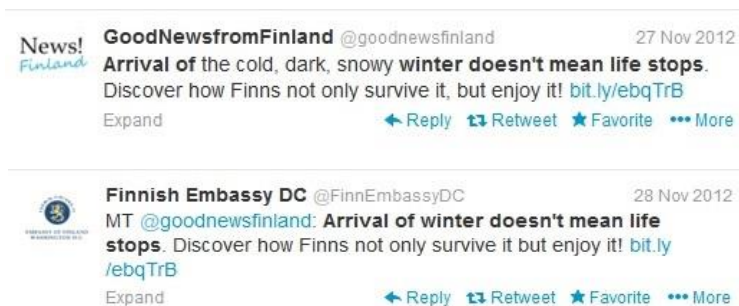 News!
Finland
GoodNewsfromFinland @goodnewsfinland 27 Nov 2012
Arrival of the cold, dark, snowy winter doesn't mean life stops.
Discover how Finns not only survive it, but enjoy it! bit.ly/ebqTrB
Expand Reply Retweet Favorite More
Finnish Embassy DC @FinnEmbassyDC 28 Nov 2012
MT @goodnewsfinland: Arrival of winter doesn't mean life
stops. Discover how Finns not only survive it but enjoy it! bit.ly
/ebqTrB
Expand Reply Retweet Favorite More